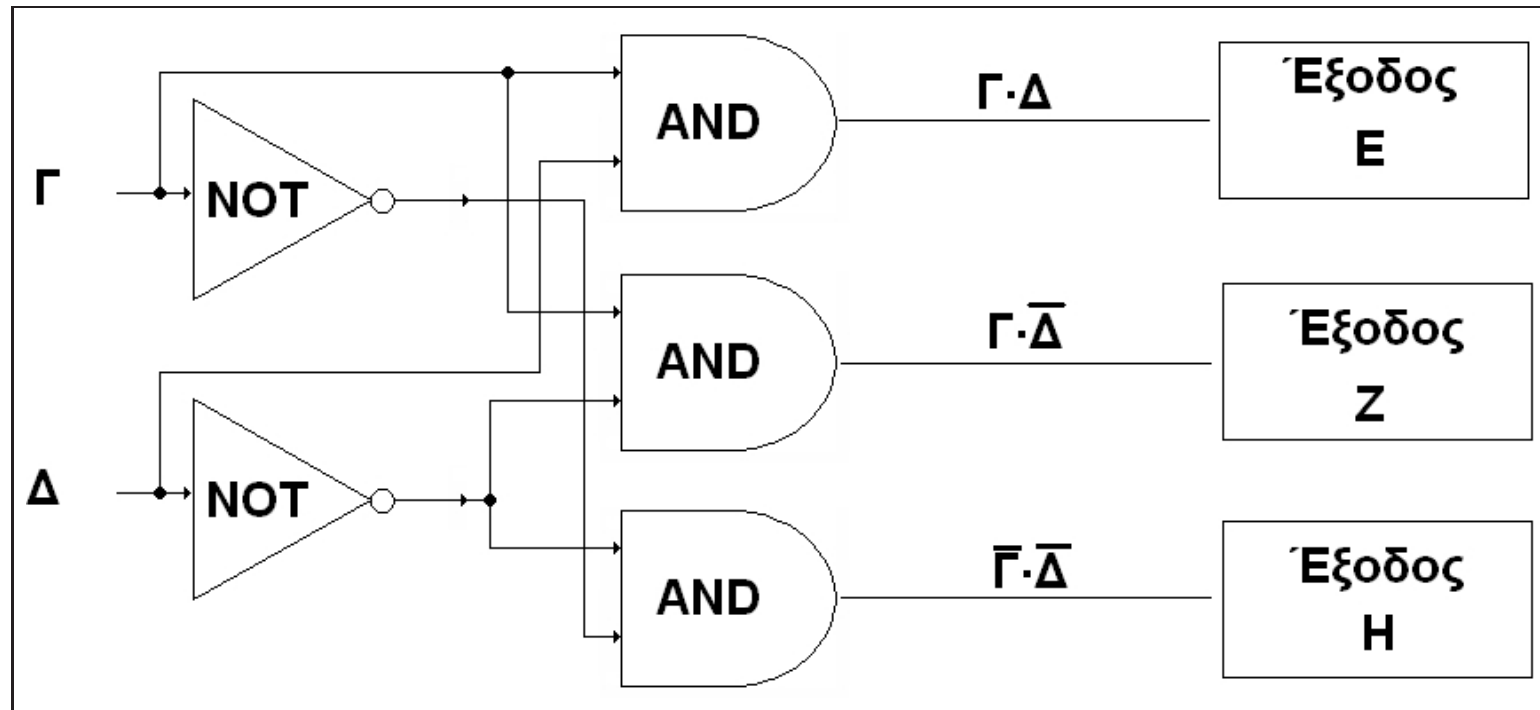 Γ
NOT
Δ
NOT
AND
AND
AND
Γ·Δ
Γ·Δ̅
Γ̅·Δ̅
Έξοδος
Ε
Έξοδος
Ζ
Έξοδος
Η